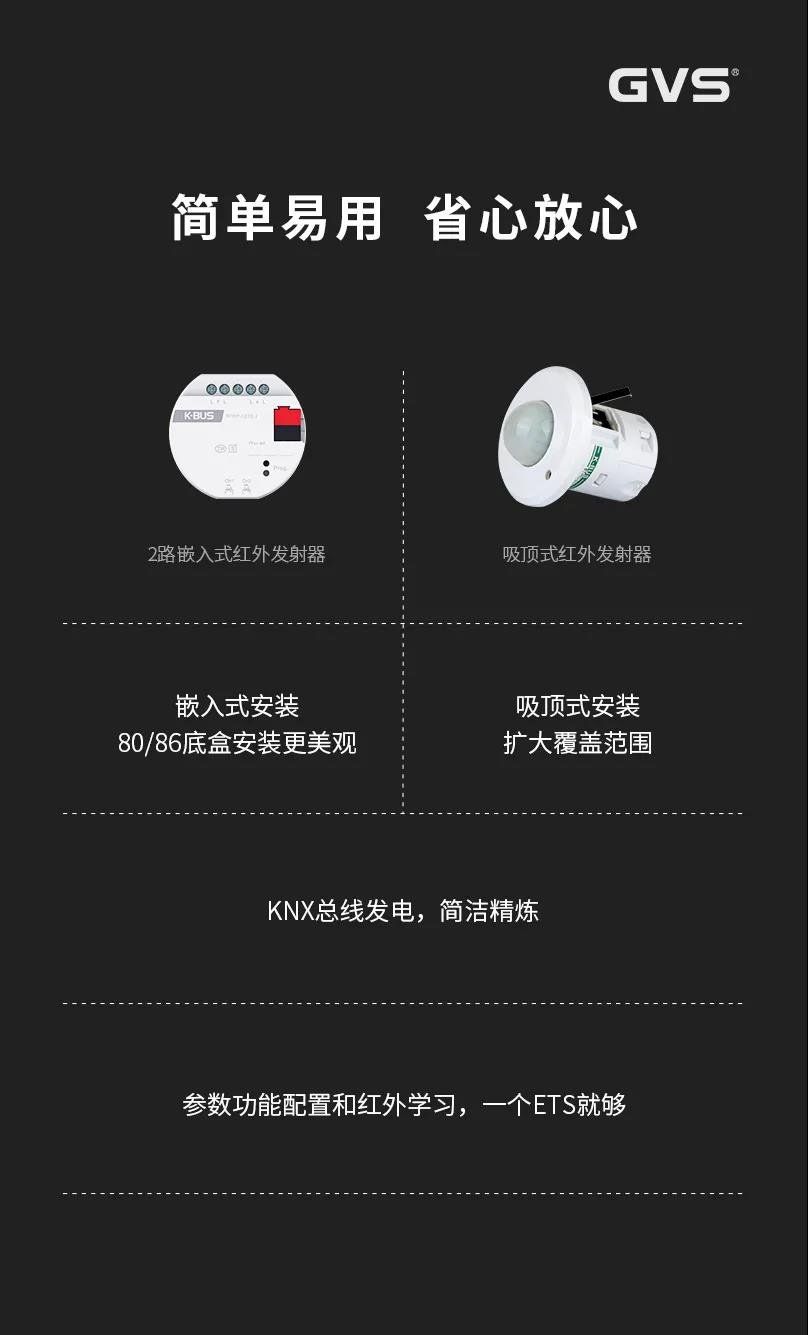 GVS®
简单易用 省心放心
K-BUS
Prog.
2路嵌入式红外发射器
吸顶式红外发射器
嵌入式安装
80/86底盒安装更美观
吸顶式安装
扩大覆盖范围
KNX总线发电，简洁精炼
参数功能配置和红外学习，一个ETS就够